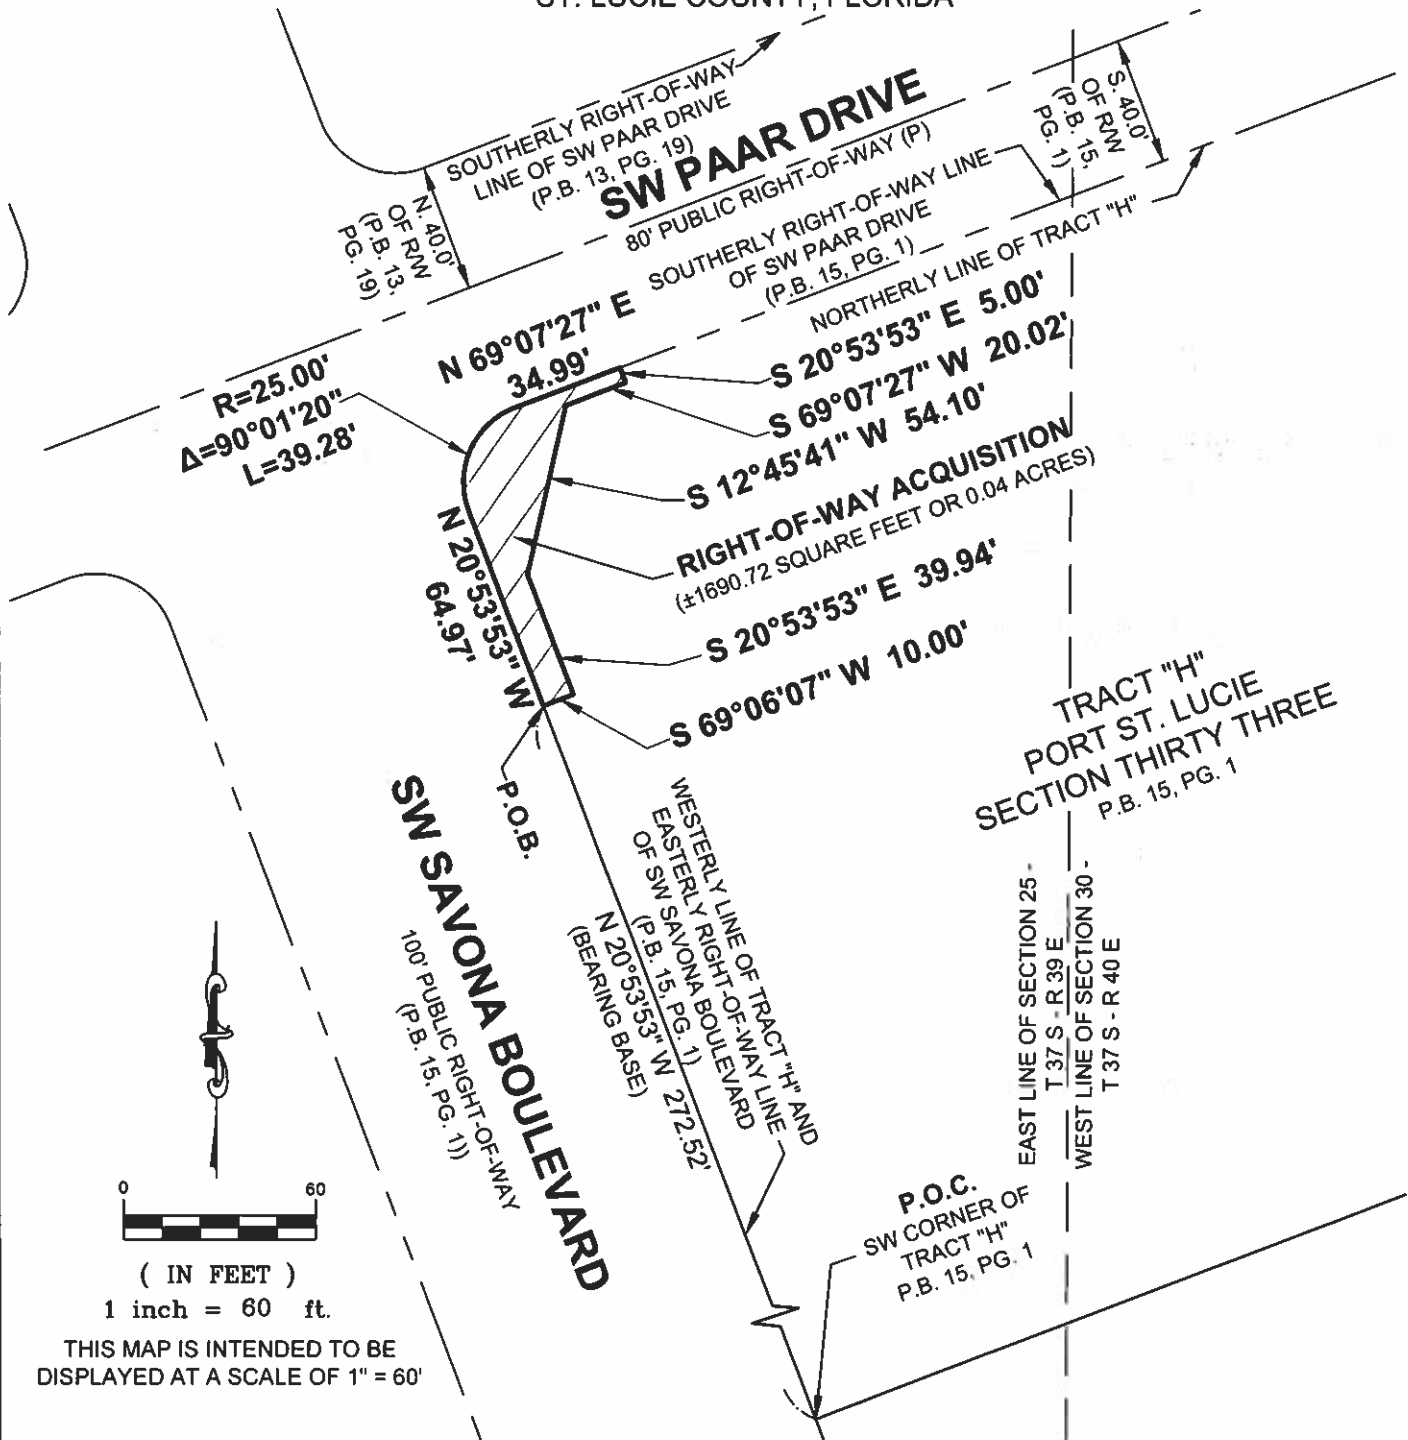 ST. LUCIE COUNTY, FLORIDA
SOUTHERLY RIGHT-OF-WAY
LINE OF SW PAAR DRIVE
(P.B. 13, PG. 19)
SW PAAR DRIVE
80' PUBLIC RIGHT-OF-WAY (P)
S. 40.0'
OF R/W
(P.B. 15,
PG. 1)
N. 40.0'
OF R/W
(P.B. 13,
PG. 19)
SOUTHERLY RIGHT-OF-WAY LINE
OF SW PAAR DRIVE
(P.B. 15, PG. 1)
NORTHERLY LINE OF TRACT "H"
N 69°07'27" E
34.99'
R=25.00'
Δ=90°01'20"
L=39.28'
S 20°53'53" E 5.00'
S 69°07'27" W 20.02'
S 12°45'41" W 54.10'
RIGHT-OF-WAY ACQUISITION
(±1690.72 SQUARE FEET OR 0.04 ACRES)
N 20°53'53" W
64.97'
S 20°53'53" E 39.94'
S 69°06'07" W 10.00'
P.O.B.
TRACT "H"
PORT ST. LUCIE
SECTION THIRTY THREE
P.B. 15, PG. 1
SW SAVONA BOULEVARD
100' PUBLIC RIGHT-OF-WAY
(P.B. 15, PG. 1))
WESTERLY LINE OF TRACT "H" AND
EASTERLY RIGHT-OF-WAY LINE
OF SW SAVONA BOULEVARD
(P.B. 15, PG. 1)
N 20°53'53" W 272.52'
(BEARING BASE)
EAST LINE OF SECTION 25 -
T 37 S - R 39 E
WEST LINE OF SECTION 30 -
T 37 S - R 40 E
P.O.C.
SW CORNER OF
TRACT "H"
P.B. 15, PG. 1
0 60
( IN FEET )
1 inch = 60 ft.
THIS MAP IS INTENDED TO BE
DISPLAYED AT A SCALE OF 1" = 60'